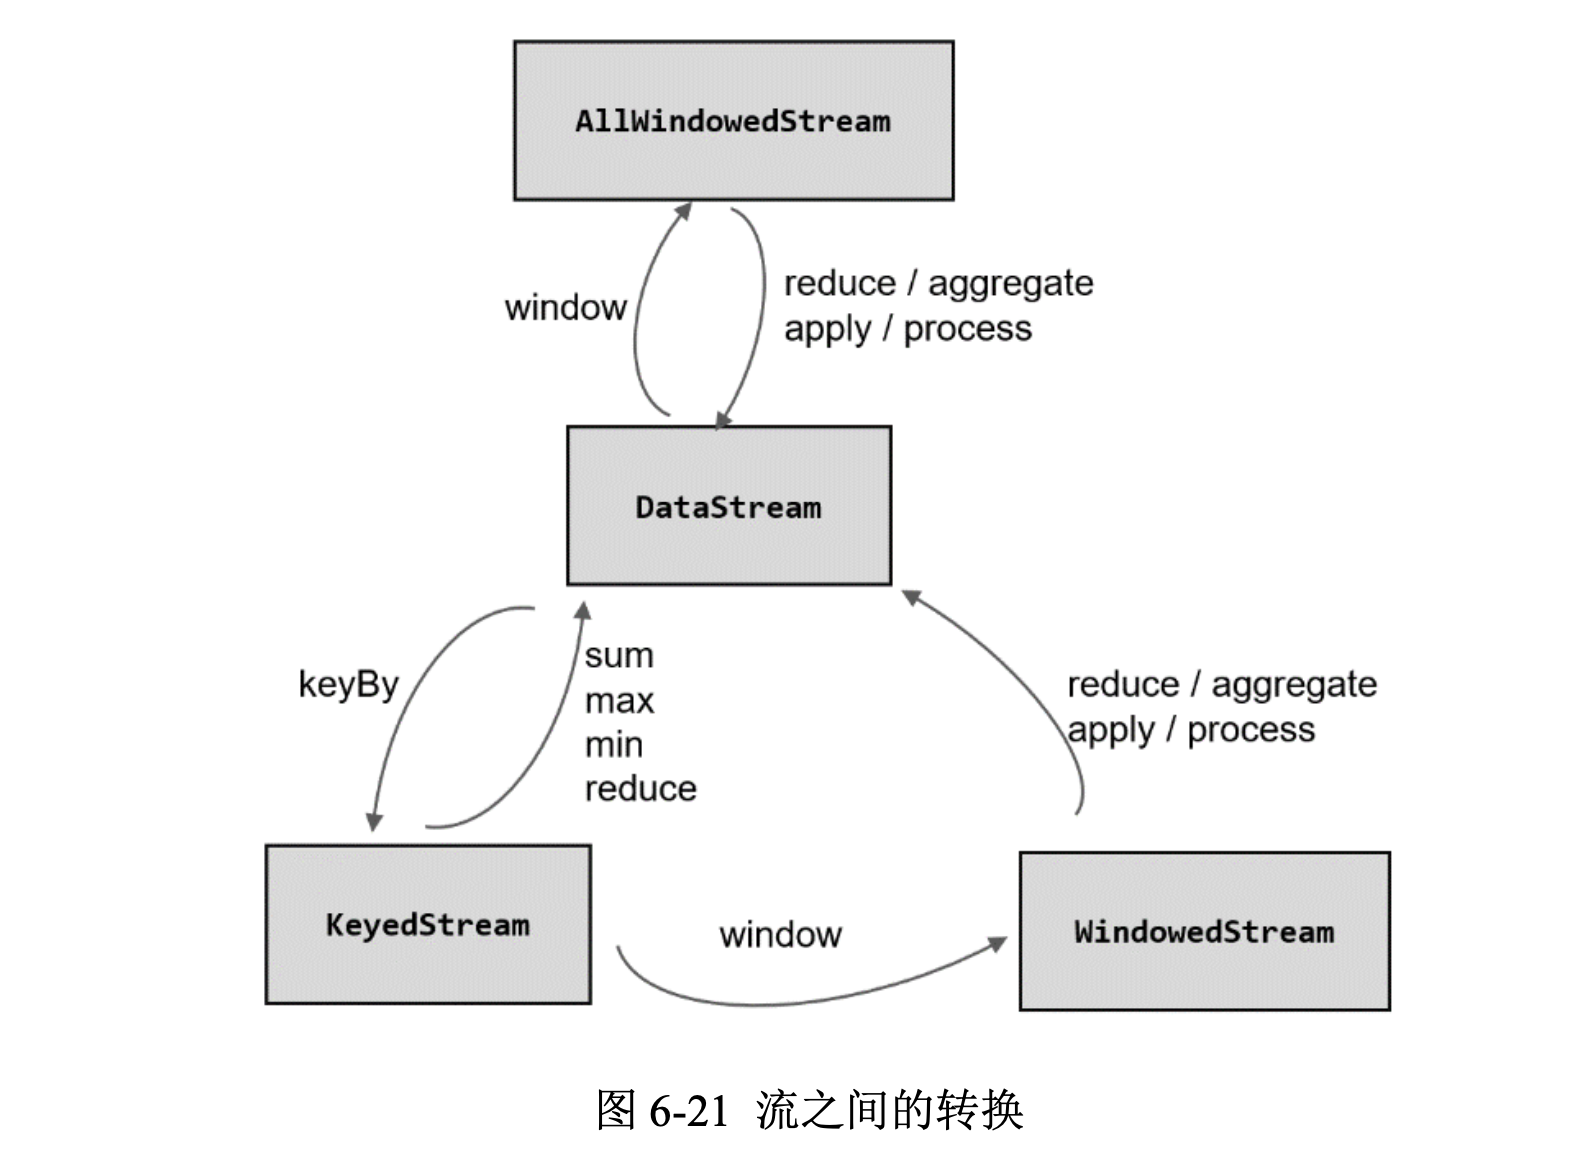 AllWindowedStream
window
reduce / aggregate
apply / process
DataStream
keyBy
sum
max
min
reduce
reduce / aggregate
apply / process
KeyedStream
window
WindowedStream
图 6-21 流之间的转换